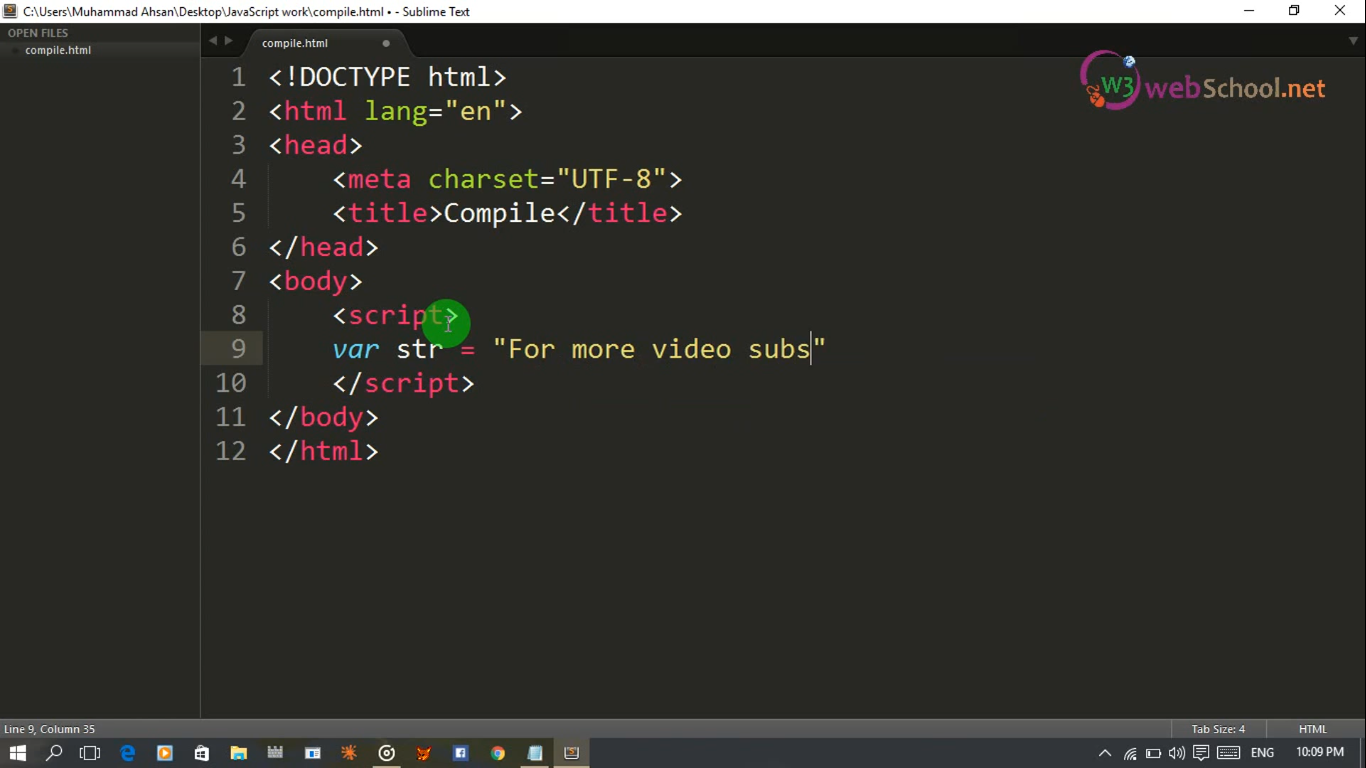 C:\Users\Muhammad Ahsan\Desktop\JavaScript work\compile.html • - Sublime Text
OPEN FILES
compile.html
compile.html
W3 webSchool.net
1 <!DOCTYPE html>
2 <html lang="en">
3 <head>
4 <meta charset="UTF-8">
5 <title>Compile</title>
6 </head>
7 <body>
8 <script>
9 var str = "For more video subs"
10 </script>
11 </body>
12 </html>
Line 9, Column 35
Tab Size: 4
HTML
ENG
10:09 PM